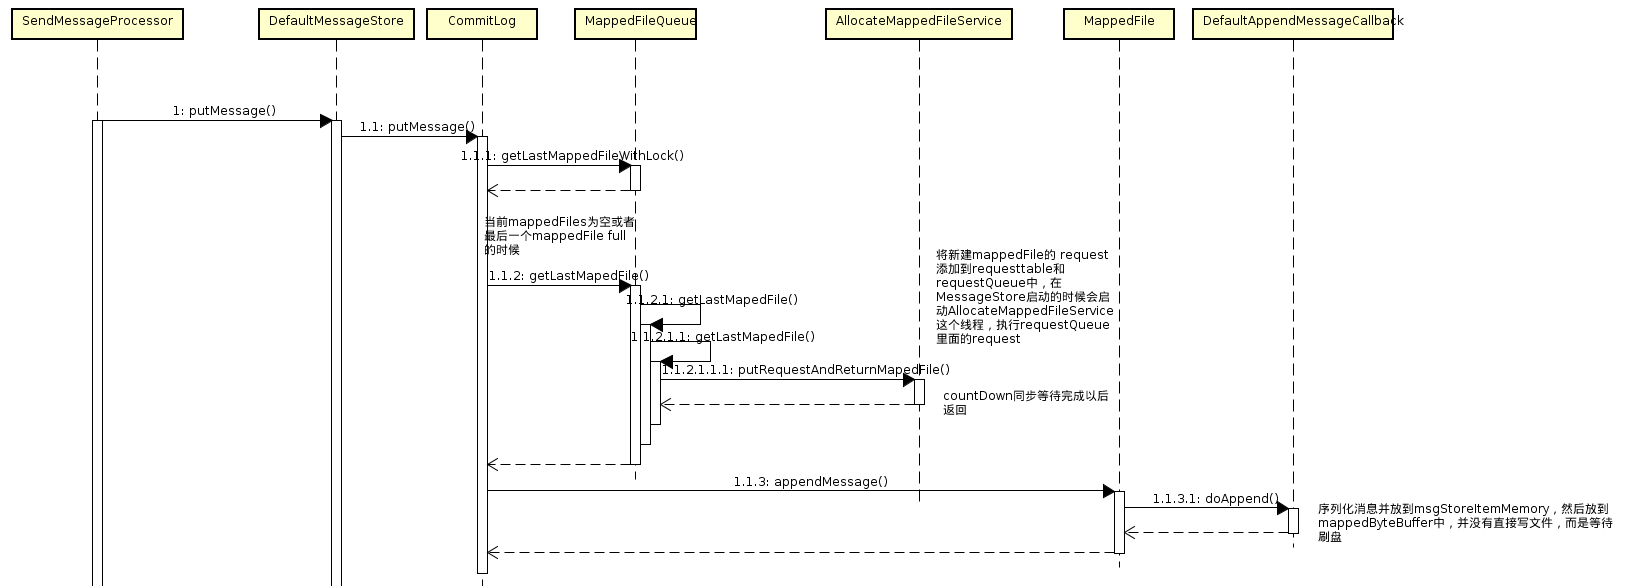 SendMessageProcessor
DefaultMessageStore
CommitLog
MappedFileQueue
AllocateMappedFileService
MappedFile
DefaultAppendMessageCallback
1: putMessage()
1.1: putMessage()
1.1.1: getLastMappedFileWithLock()
当前mappedFiles为空或者
最后一个mappedFile full
的时候
将新建mappedFile的 request
添加到requesttable和
requestQueue中，在
MessageStore启动的时候会启
动AllocateMappedFileService
这个线程，执行requestQueue
里面的request
1.1.2: getLastMapedFile()
1.1.2.1: getLastMapedFile()
1.1.2.1.1: getLastMapedFile()
1.1.2.1.1.1: putRequestAndReturnMapedFile()
countDown同步等待完成以后
返回
1.1.3: appendMessage()
1.1.3.1: doAppend()
序列化消息并放到msgStoreItemMemory，然后放到
mappedByteBuffer中，并没有直接写文件，而是等待
刷盘